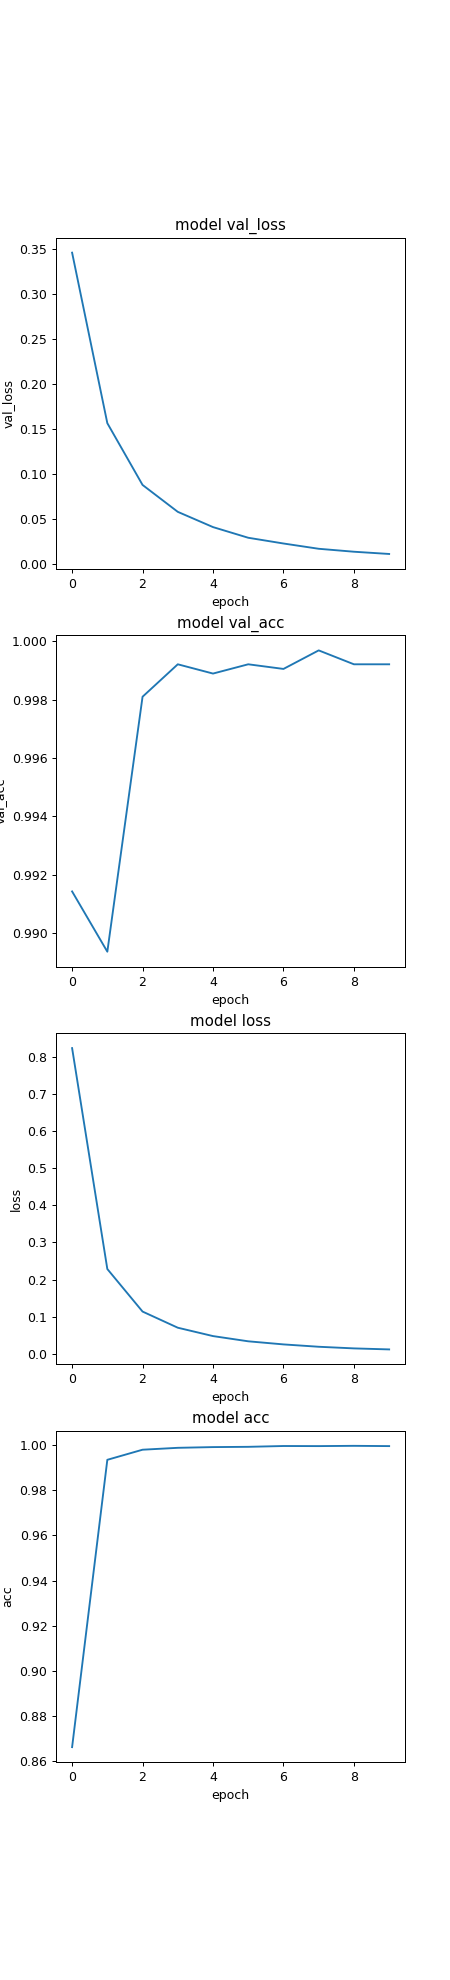 model val_loss
0.35
0.30
0.25
0.20
0.15
0.10
0.05
0.00
val_loss
0 2 4 6 8
epoch
model val_acc
1.000
0.998
0.996
0.994
0.992
0.990
val_acc
0 2 4 6 8
epoch
model loss
0.8
0.7
0.6
0.5
0.4
0.3
0.2
0.1
0.0
loss
0 2 4 6 8
epoch
model acc
1.00
0.98
0.96
0.94
0.92
0.90
0.88
0.86
acc
0 2 4 6 8
epoch